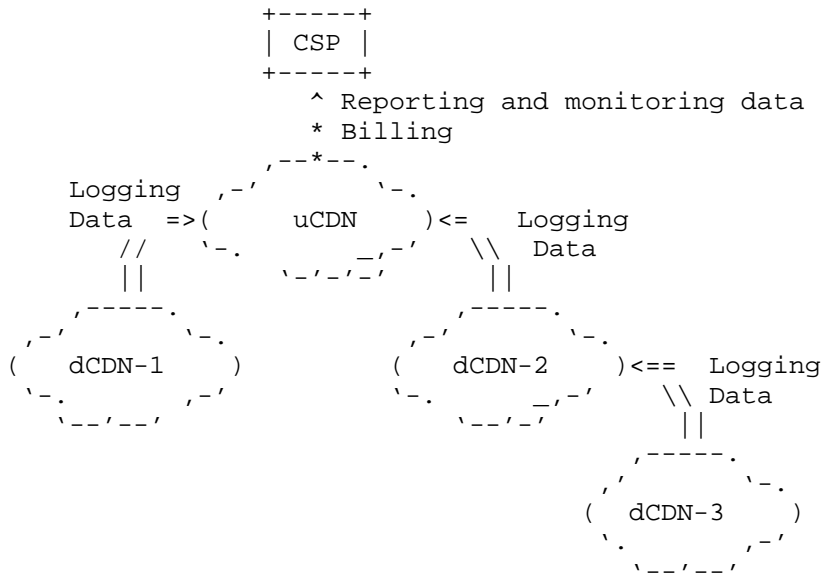 CSP
^ Reporting and monitoring data
* Billing
Logging
Data =>( uCDN )<= Logging
Data
( dCDN-1 ) ( dCDN-2 )<== Logging
Data
( dCDN-3 )